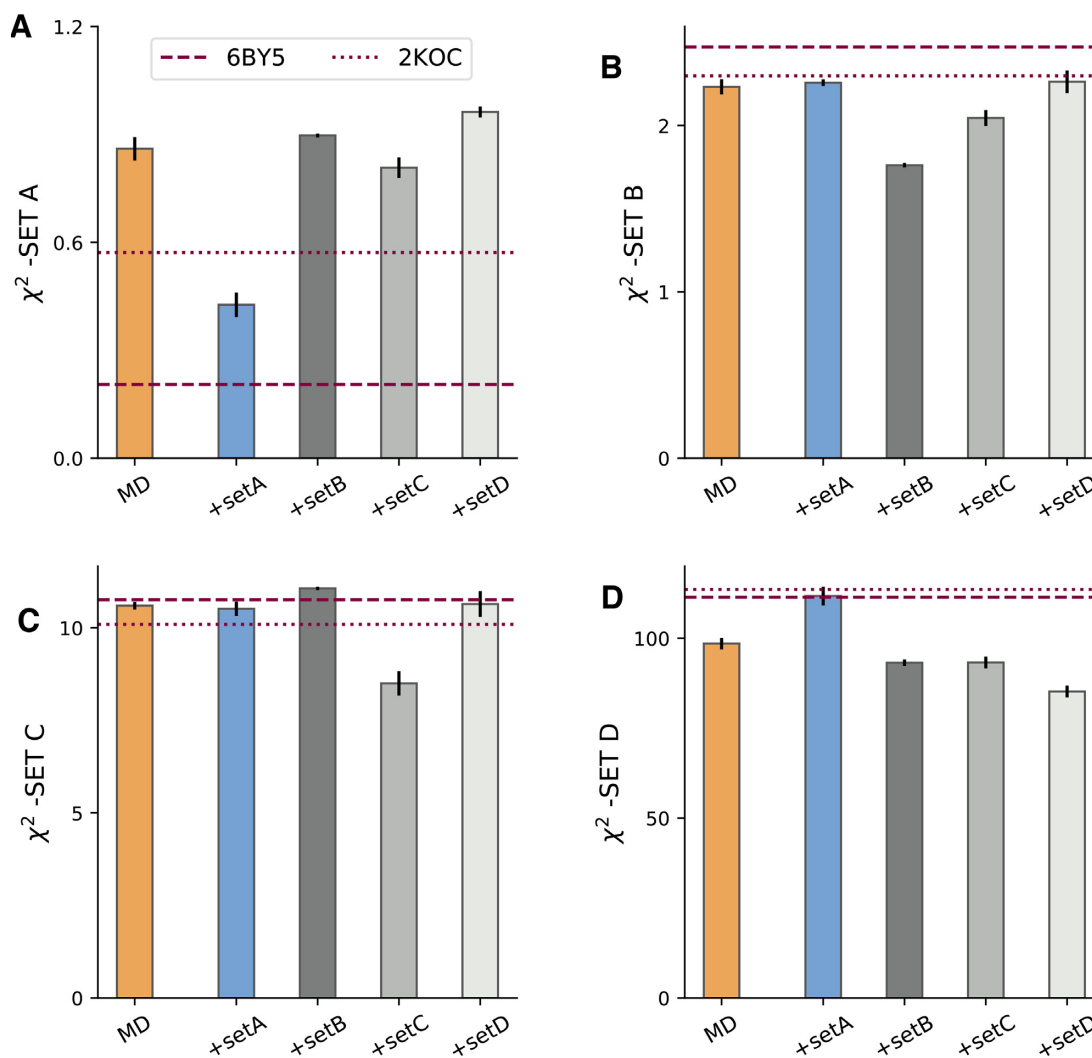 A
1.2
6BY5
2KOC
0.6
0.0
χ² -SET A
MD
+setA
+setB
+setC
+setD
B
2
1
0
χ² -SET B
MD
+setA
+setB
+setC
+setD
C
10
5
0
χ² -SET C
MD
+setA
+setB
+setC
+setD
D
100
50
0
χ² -SET D
MD
+setA
+setB
+setC
+setD